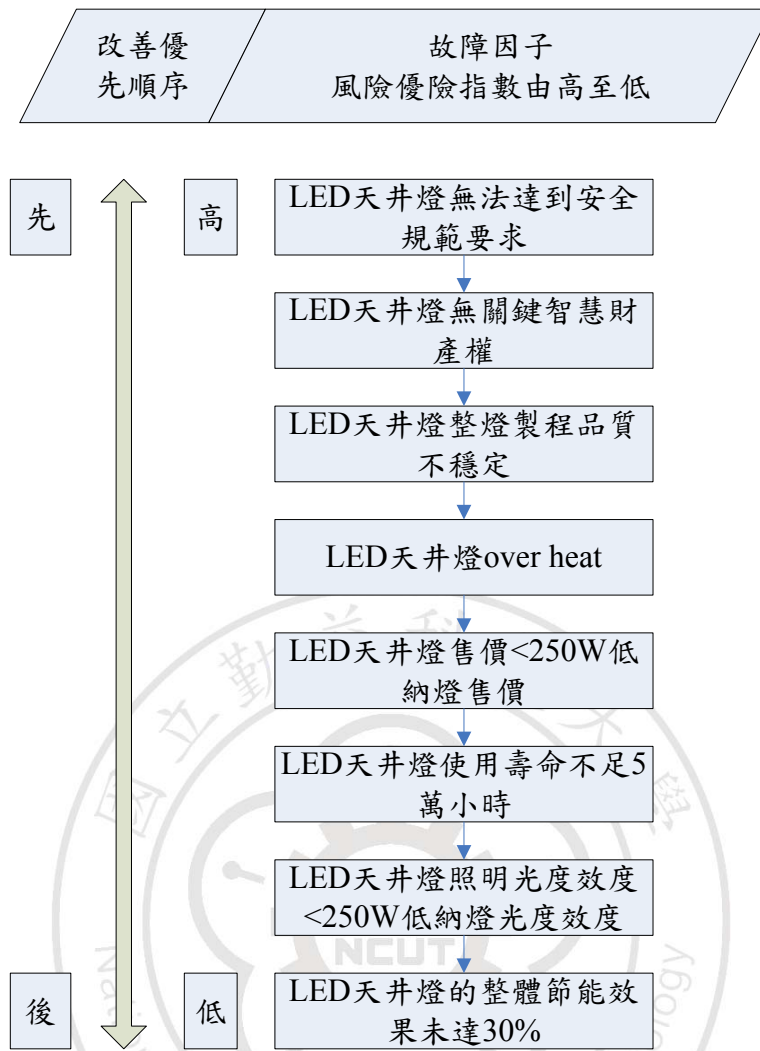 改善優
先順序
故障因子
風險優險指數由高至低
先
高
LED天井燈無法達到安全
規範要求
LED天井燈無關鍵智慧財
產權
LED天井燈整燈製程品質
不穩定
LED天井燈over heat
LED天井燈售價<250W低
納燈售價
LED天井燈使用壽命不足5
萬小時
LED天井燈照明光度效度
<250W低納燈光度效度
NCUT
後
低
LED天井燈的整體節能效
果未達30%